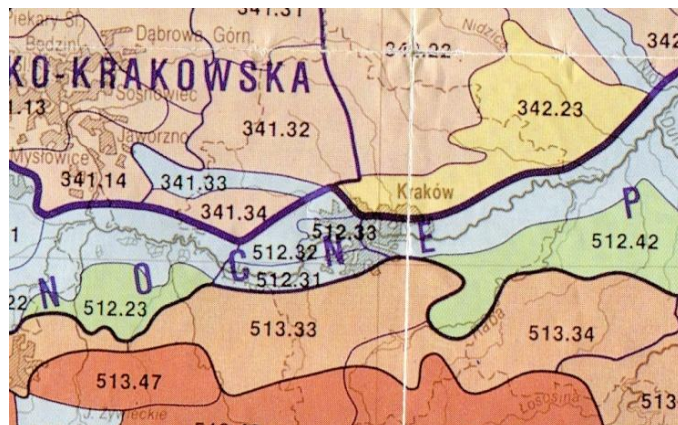 341.31
Piekary Śl.
Nidzica
Będzin
Dąbrowa Górn.
342.22
342
KO-KRAKOWSKA
Sosnowiec
1.13
342.23
Jaworzno
341.32
Mysłowice
341.14
341.33
Kraków
341.34
512.33
512.32
512.42
N O C N E P
512.31
22
512.23
513.33
513.34
Raba
513.47
513
Łososina
J. Żywieckie